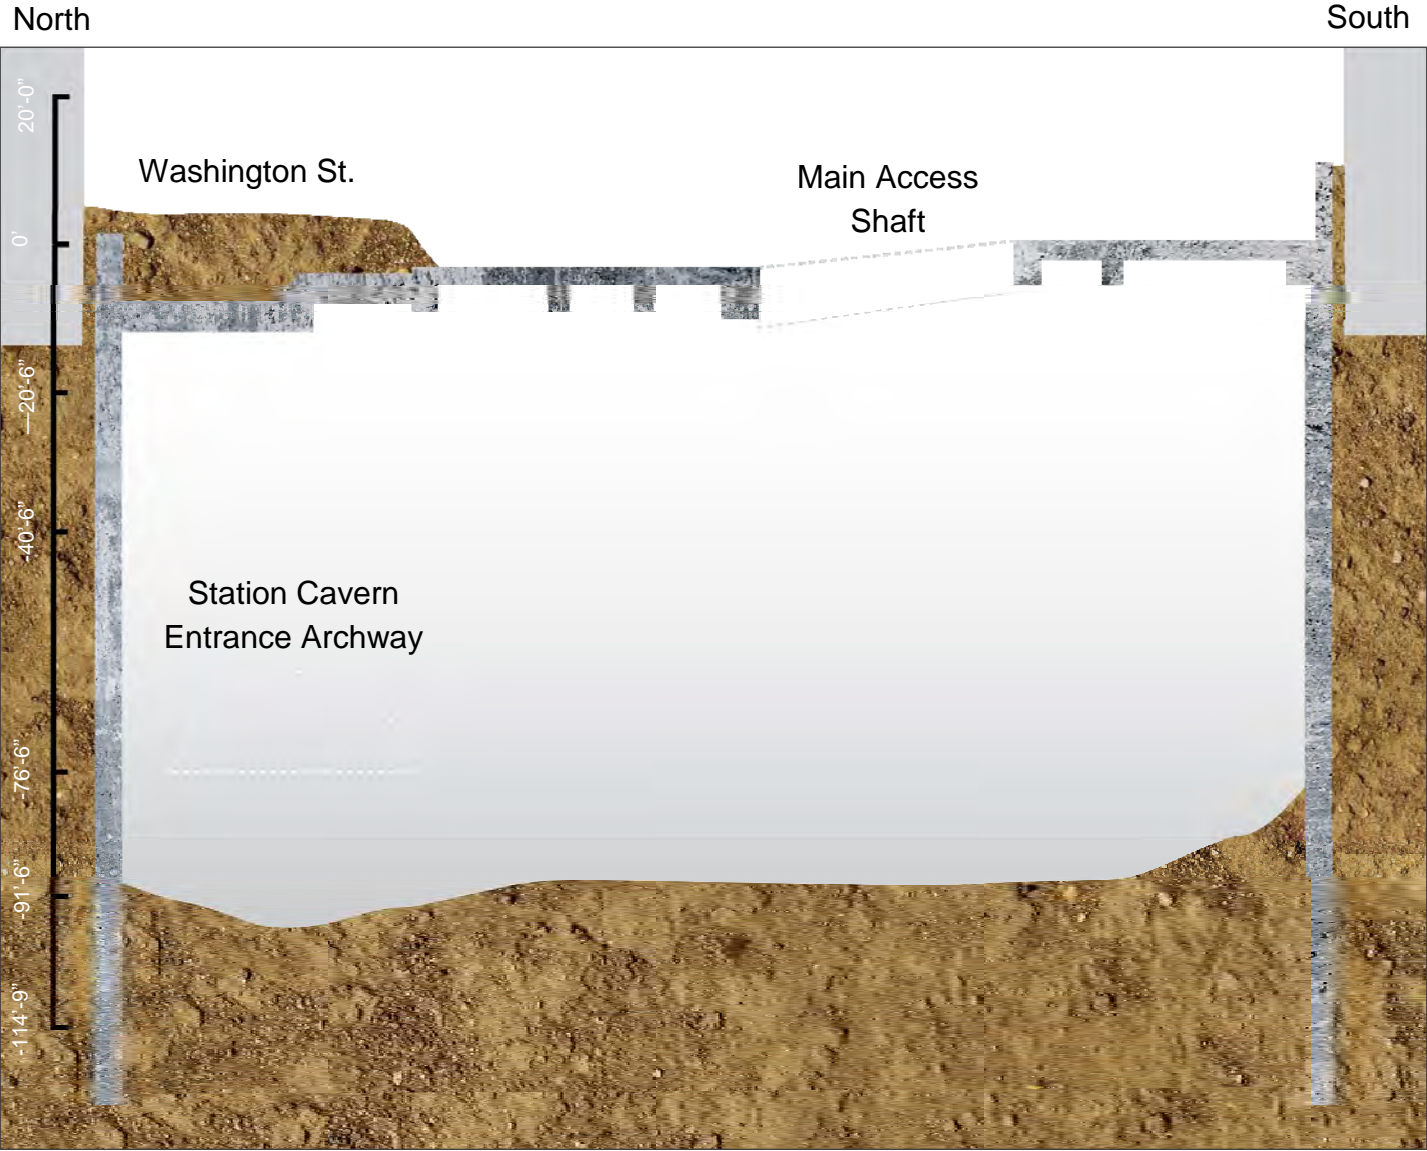 North
South
20'-0"
Washington St.
Main Access
Shaft
0'
—20'-6"
-40'-6"
Station Cavern
Entrance Archway
-76'-6"
-91'-6"
-114'-9"